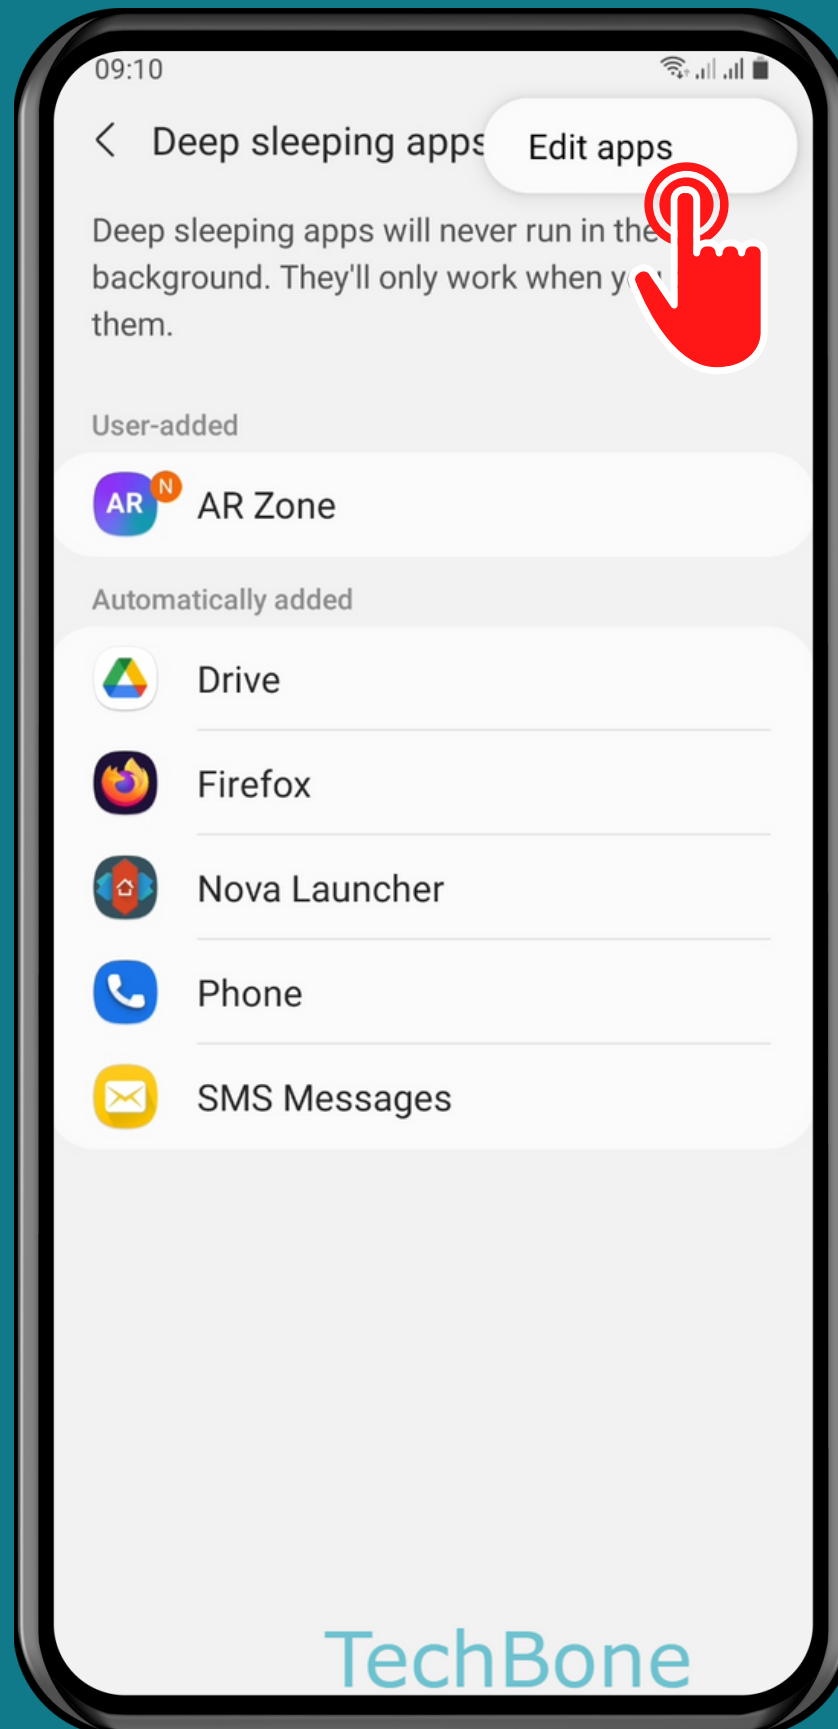 09:10
Deep sleeping apps
Edit apps
Deep sleeping apps will never run in the
background. They'll only work when
them.
User-added
AR
N
AR Zone
Automatically added
Drive
Firefox
Nova Launcher
Phone
SMS Messages
TechBone